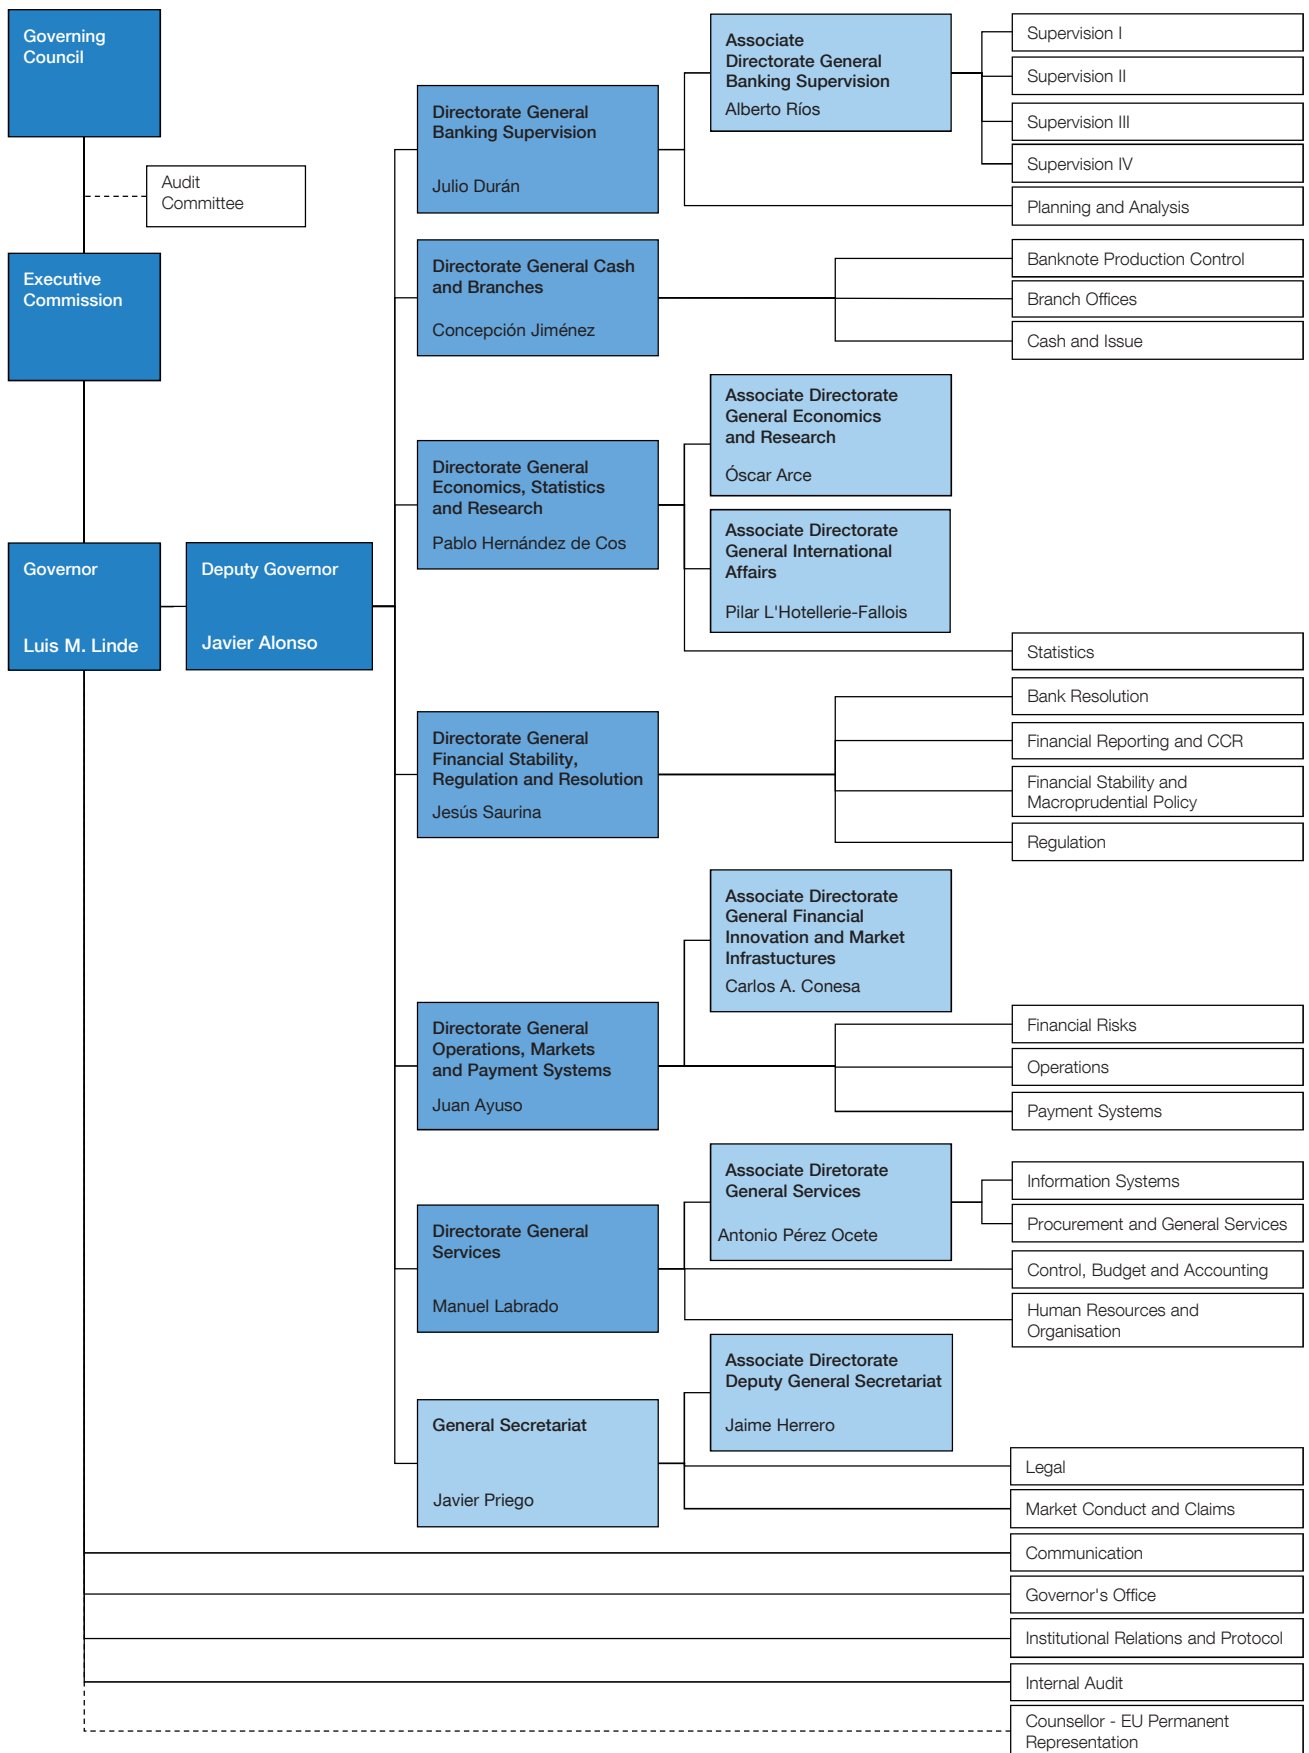 Governing
Council
Audit
Committee
Executive
Commission
Governor
Luis M. Linde
Deputy Governor
Javier Alonso
Directorate General
Banking Supervision
Julio Durán
Associate
Directorate General
Banking Supervision
Alberto Ríos
Supervision I
Supervision II
Supervision III
Supervision IV
Planning and Analysis
Directorate General Cash
and Branches
Concepción Jiménez
Banknote Production Control
Branch Offices
Cash and Issue
Directorate General
Economics, Statistics
and Research
Pablo Hernández de Cos
Associate Directorate
General Economics
and Research
Óscar Arce
Associate Directorate
General International
Affairs
Pilar L'Hotellerie-Fallois
Statistics
Directorate General
Financial Stability,
Regulation and Resolution
Jesús Saurina
Bank Resolution
Financial Reporting and CCR
Financial Stability and
Macroprudential Policy
Regulation
Directorate General
Operations, Markets
and Payment Systems
Juan Ayuso
Associate Directorate
General Financial
Innovation and Market
Infrastuctures
Carlos A. Conesa
Financial Risks
Operations
Payment Systems
Directorate General
Services
Manuel Labrado
Associate Diretorate
General Services
Antonio Pérez Ocete
Information Systems
Procurement and General Services
Control, Budget and Accounting
Human Resources and
Organisation
General Secretariat
Javier Priego
Associate Directorate
Deputy General Secretariat
Jaime Herrero
Legal
Market Conduct and Claims
Communication
Governor's Office
Institutional Relations and Protocol
Internal Audit
Counsellor - EU Permanent
Representation